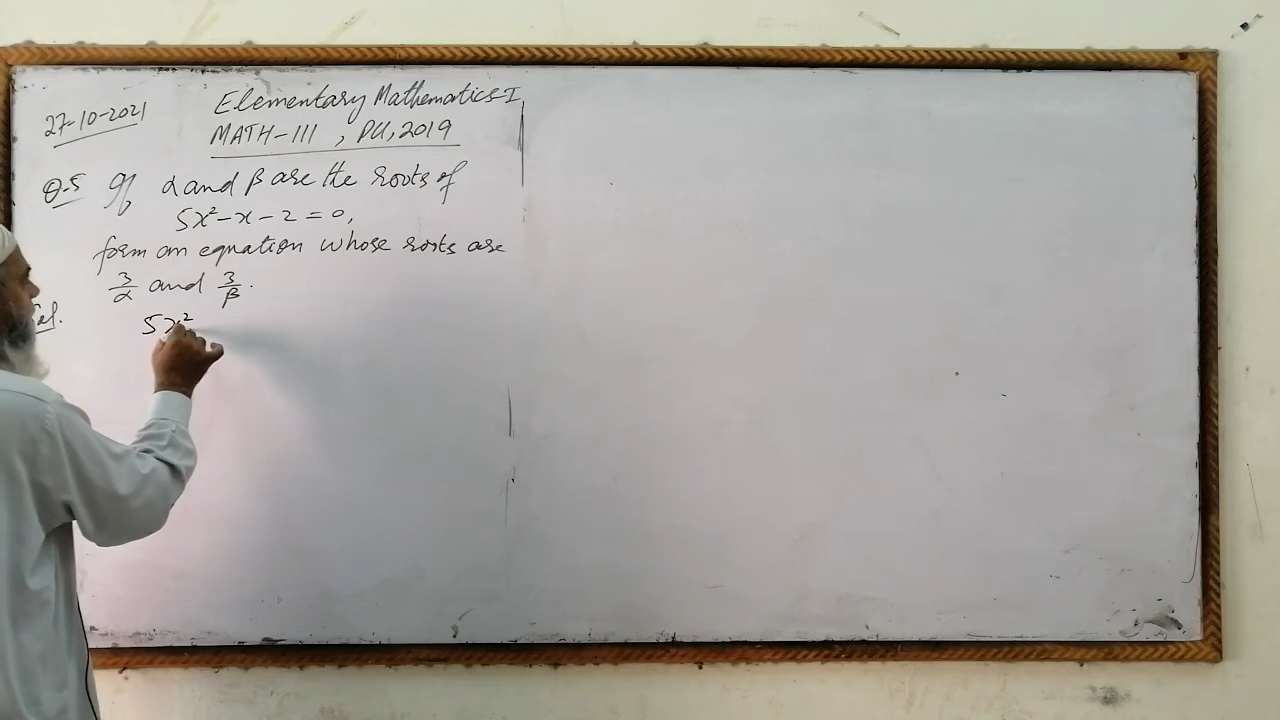 27-10-2021
Elementary Mathematics-I
MATH-111, PU, 2019
Q.5 If α and β are the roots of
5x²-x-2=0,
form an equation whose roots are
3/α and 3/β.
Sol. 5x²